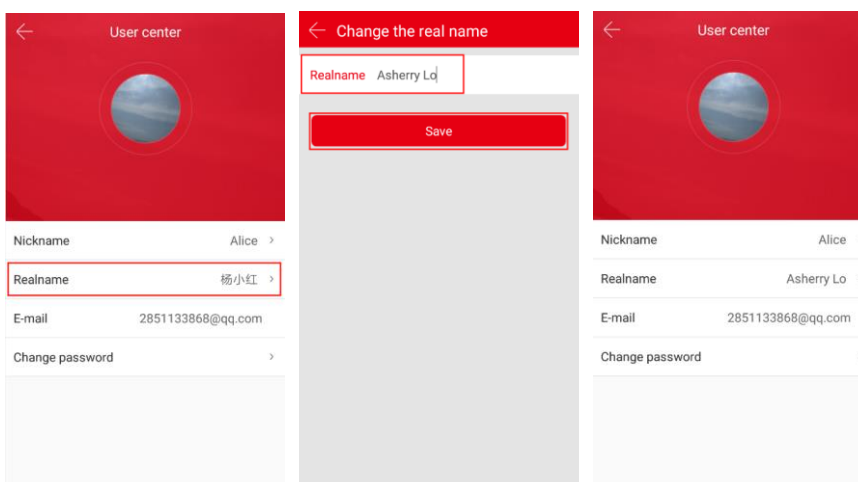 User center
Nickname Alice
Realname 杨小红
E-mail 2851133868@qq.com
Change password
Change the real name
Realname Asherry Lo
Save
User center
Nickname Alice
Realname Asherry Lo
E-mail 2851133868@qq.com
Change password